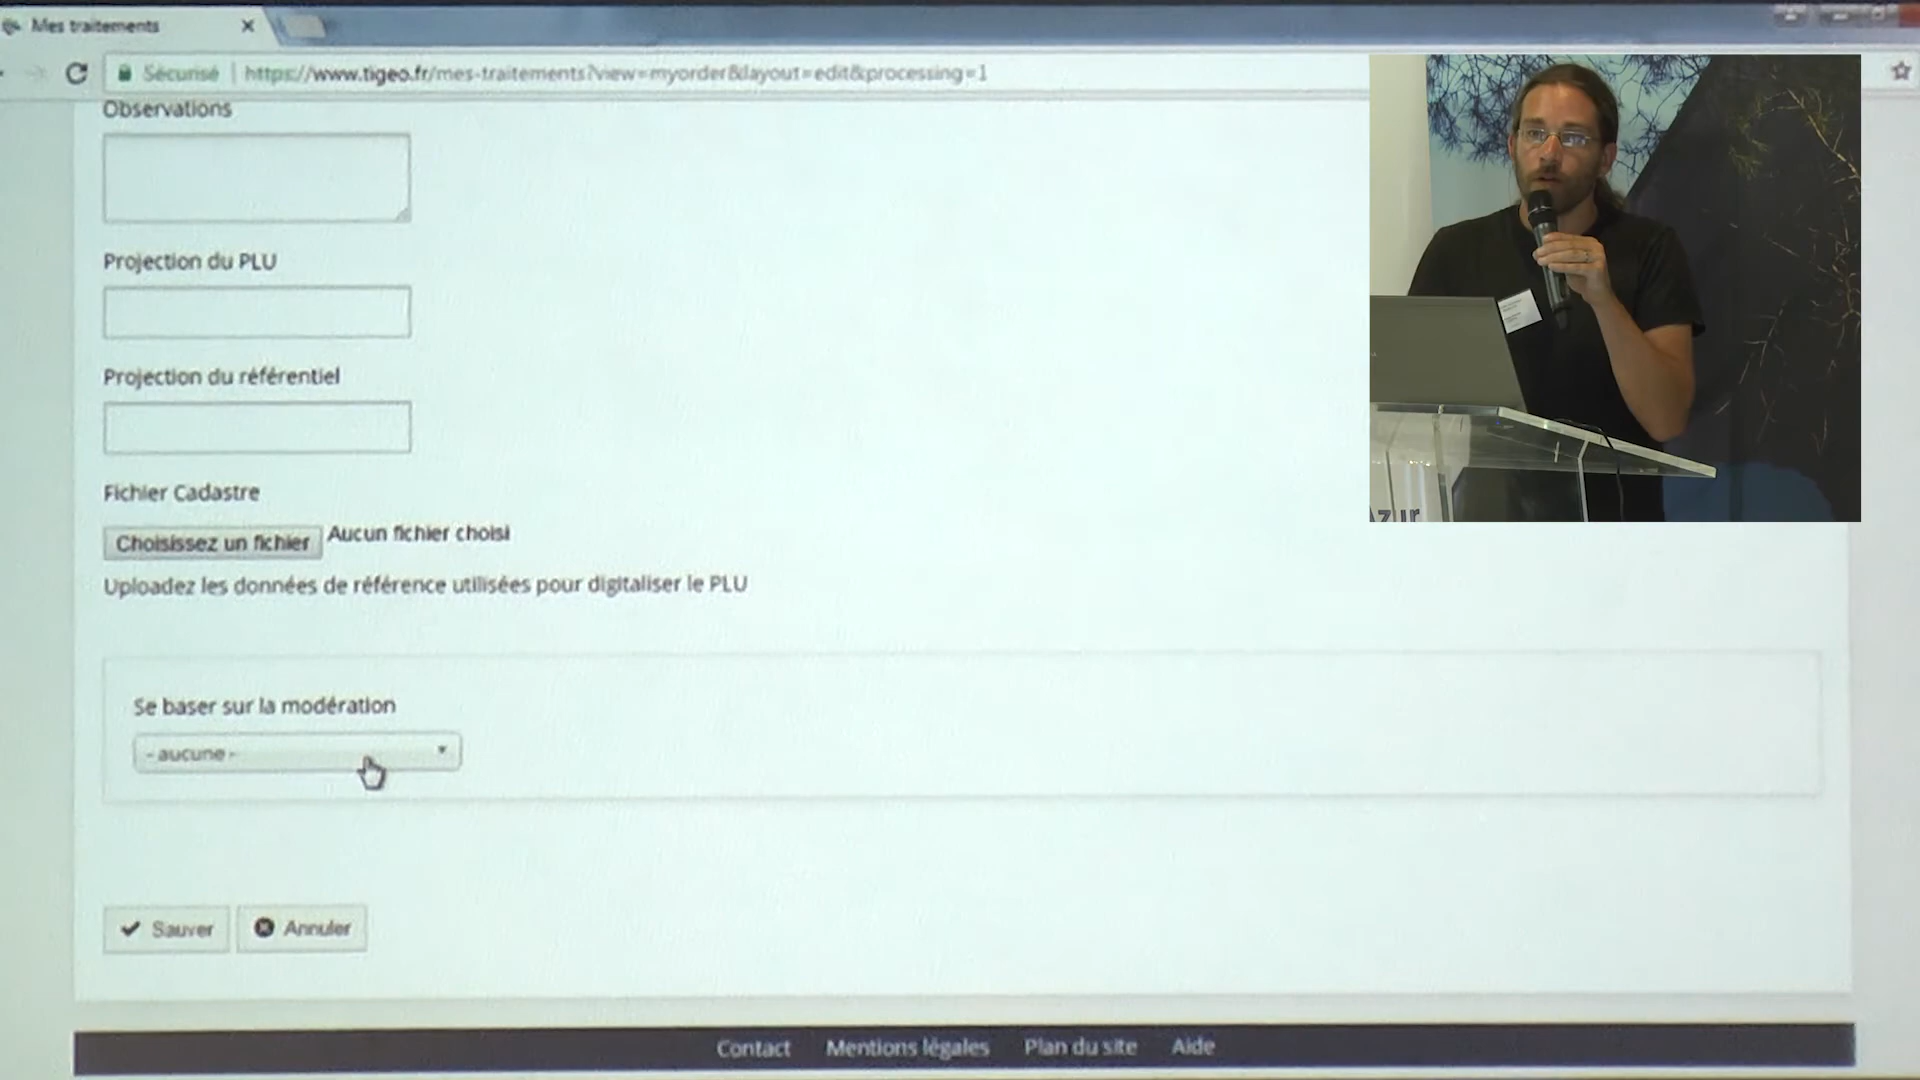 Mes traitements
Sécurisé | https://www.tigeo.fr/mes-traitements?view=myorder&layout=edit&processing=1
Observations
Projection du PLU
Projection du référentiel
Fichier Cadastre
Choisissez un fichier Aucun fichier choisi
Uploadez les données de référence utilisées pour digitaliser le PLU
Se baser sur la modération
- aucune -
Sauver Annuler
Contact Mentions légales Plan du site Aide
Azur